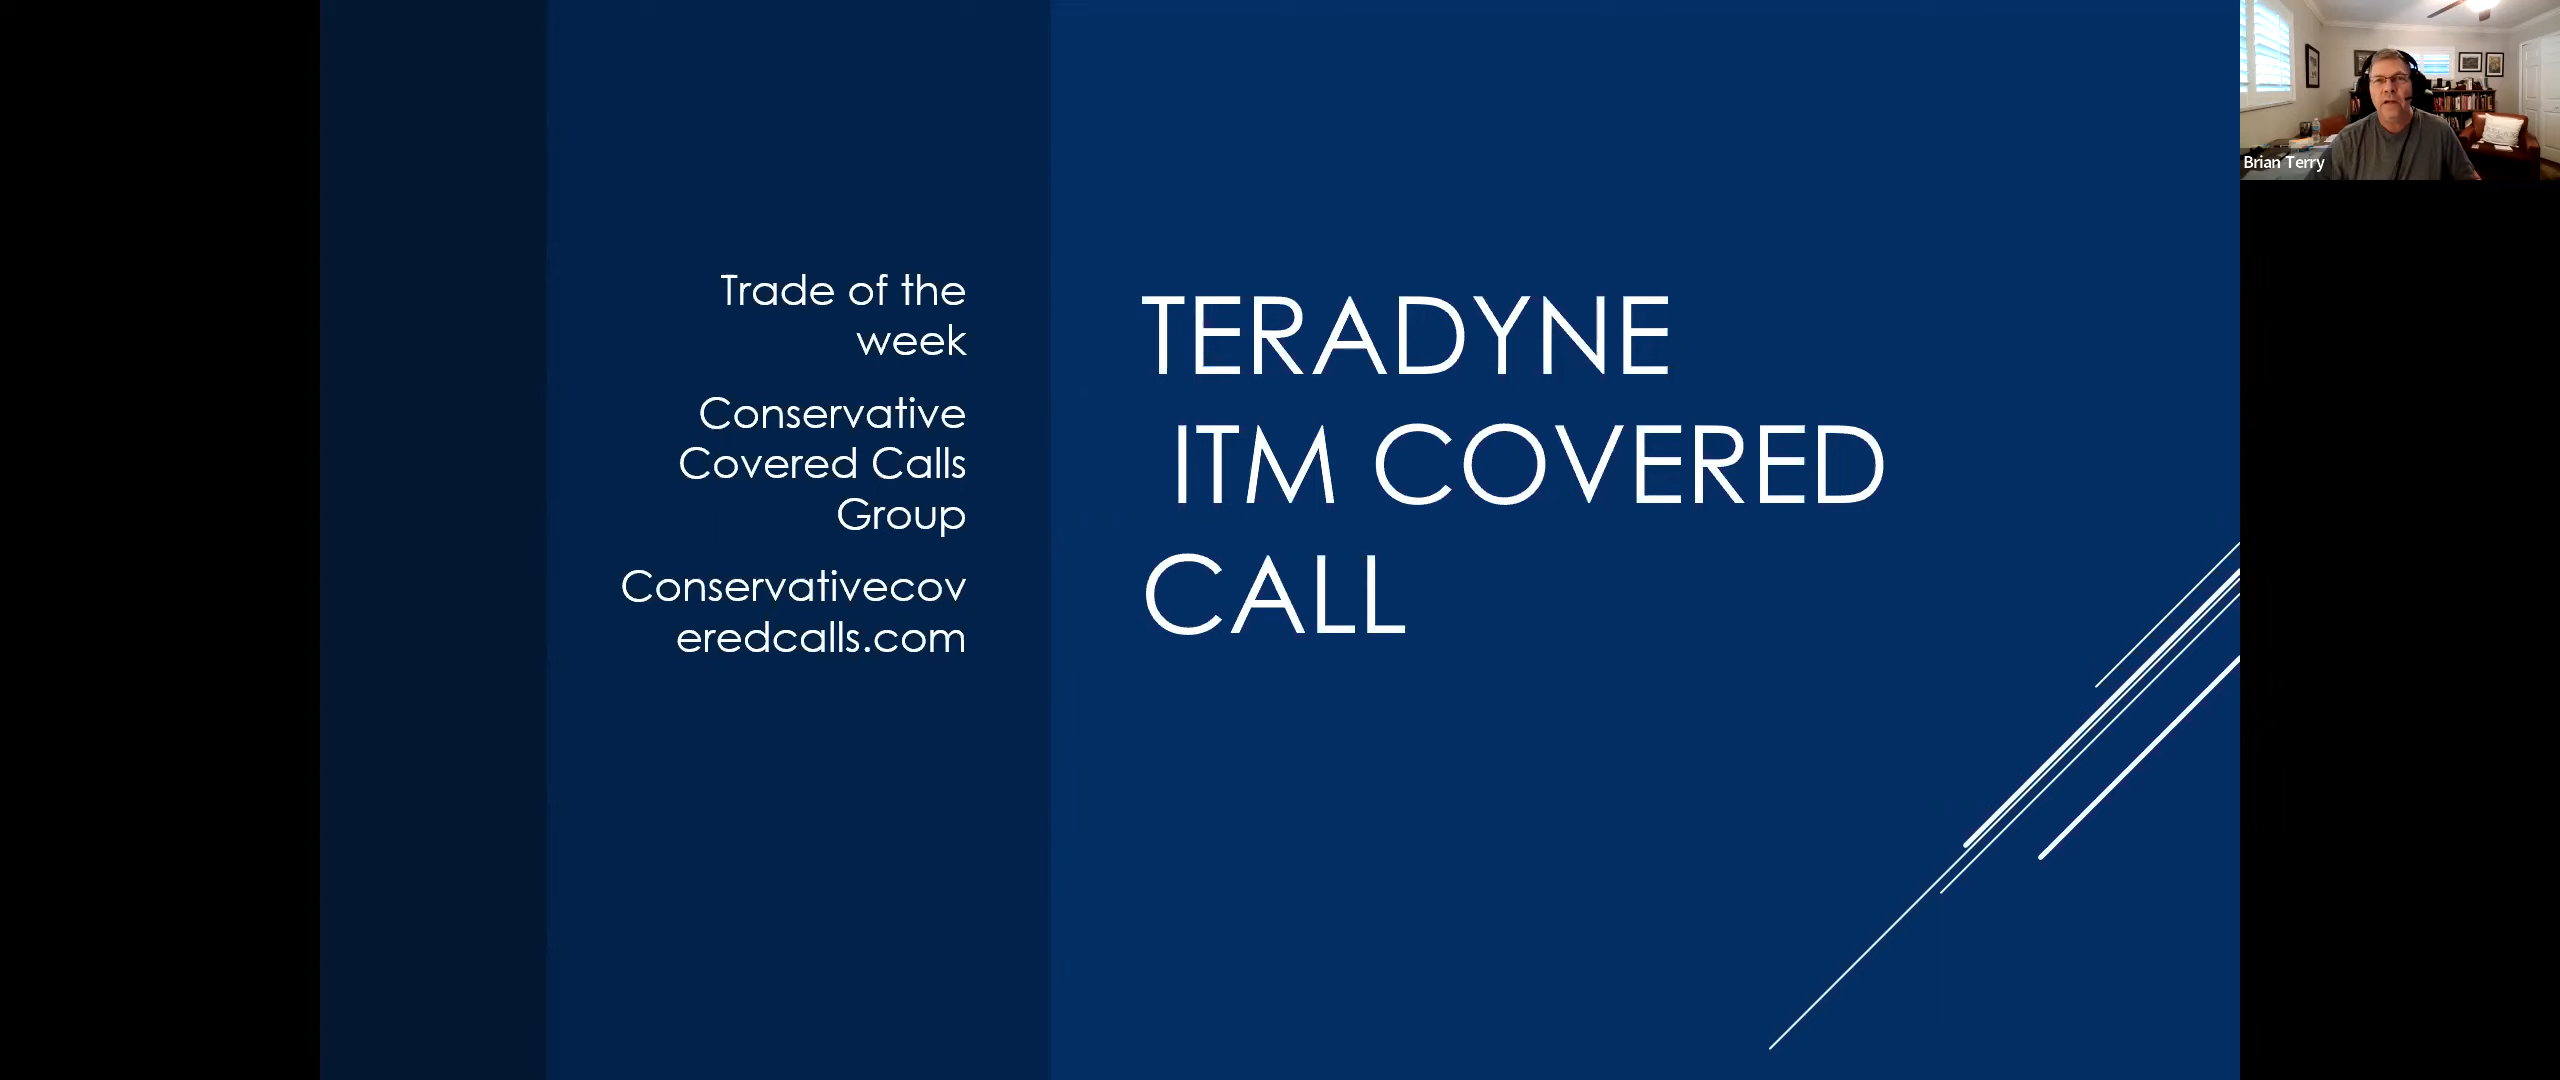 Trade of the
week
Conservative
Covered Calls
Group
Conservativecov
eredcalls.com
TERADYNE
ITM COVERED
CALL
Brian Terry